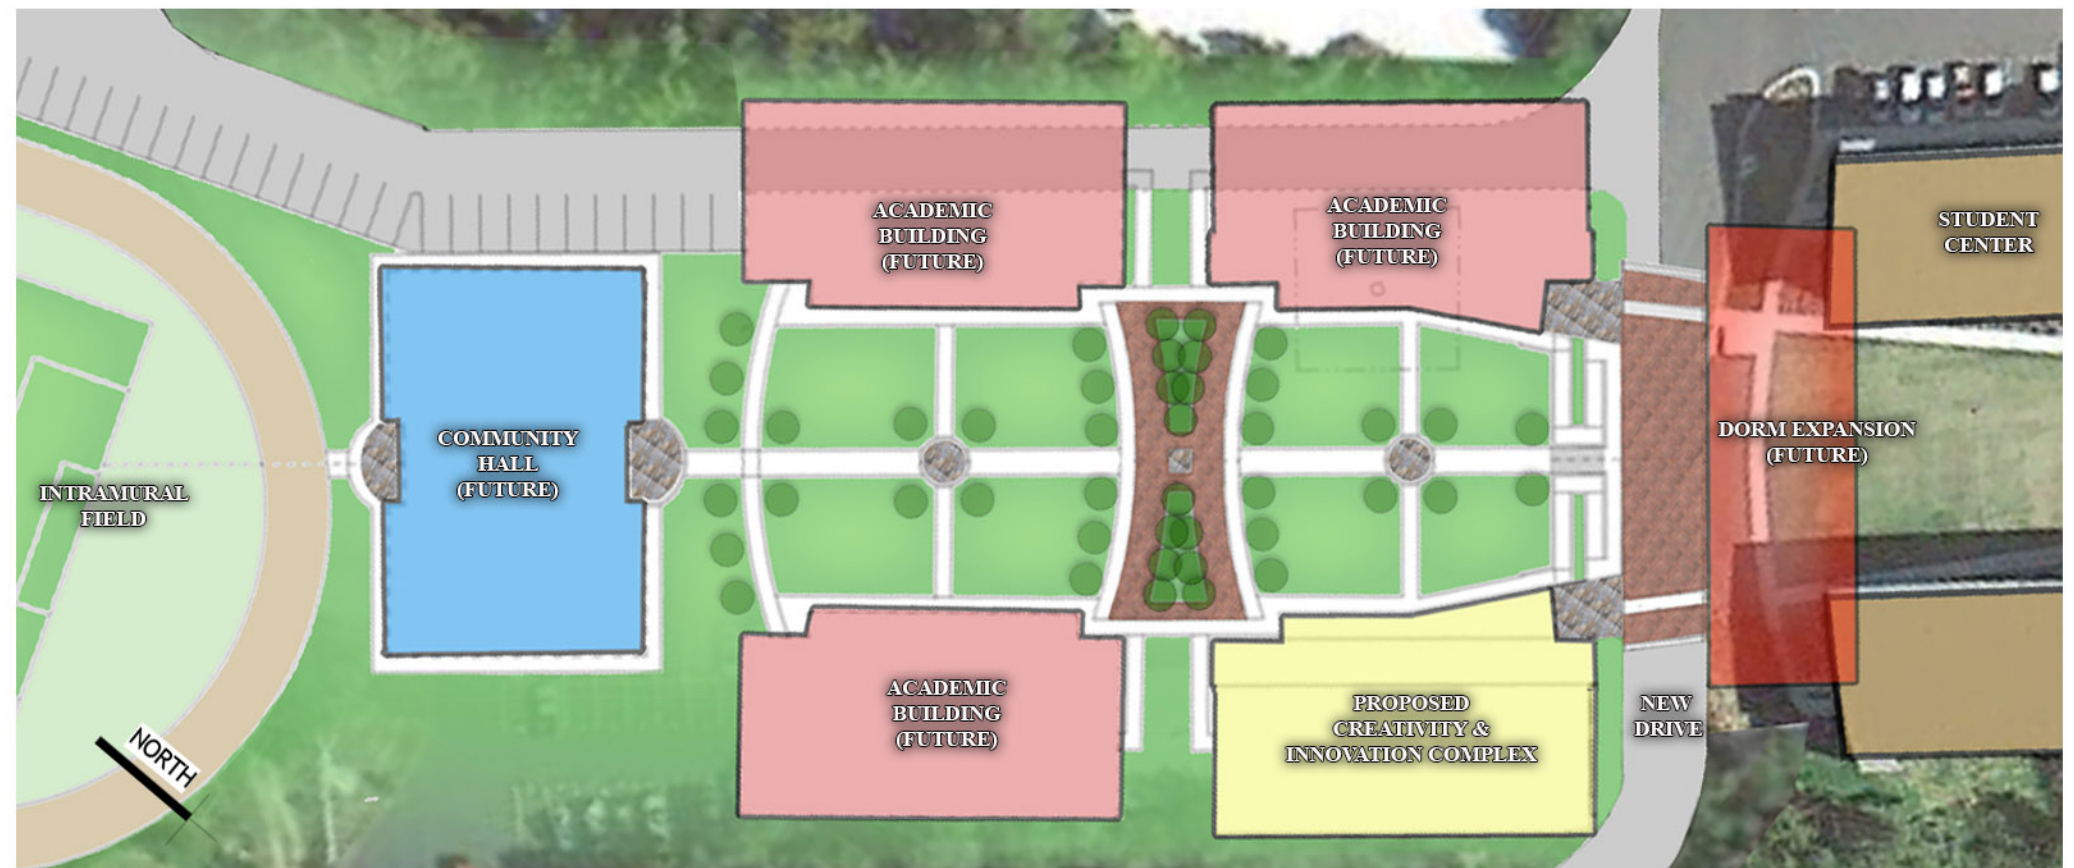 ACADEMIC
BUILDING
(FUTURE)
ACADEMIC
BUILDING
(FUTURE)
STUDENT
CENTER
COMMUNITY
HALL
(FUTURE)
DORM EXPANSION
(FUTURE)
INTRAMURAL
FIELD
ACADEMIC
BUILDING
(FUTURE)
PROPOSED
CREATIVITY &
INNOVATION COMPLEX
NEW
DRIVE
NORTH